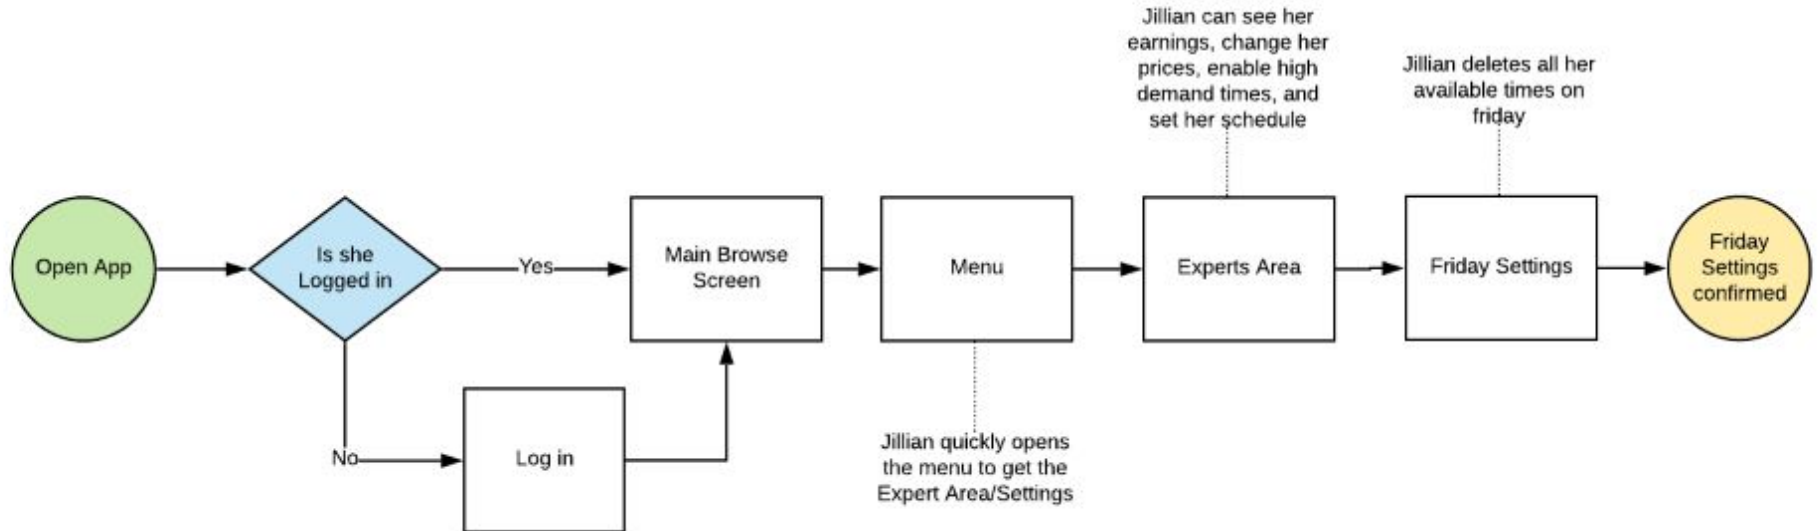 Jillian can see her
earnings, change her
prices, enable high
demand times, and
set her schedule
Jillian deletes all her
available times on
friday
Open App
Is she
Logged in
Yes
Main Browse
Screen
Menu
Experts Area
Friday Settings
Friday
Settings
confirmed
No
Log in
Jillian quickly opens
the menu to get the
Expert Area/Settings